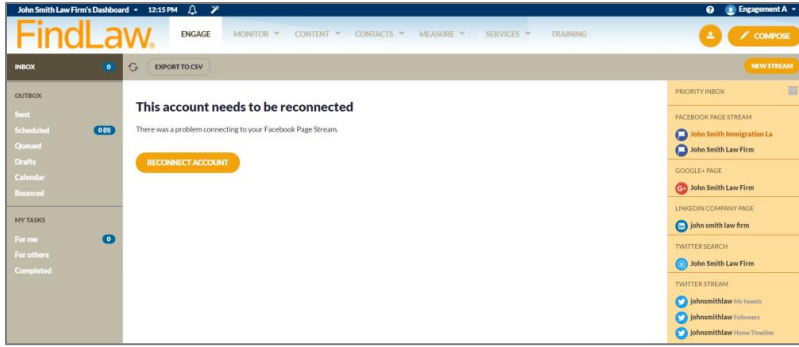 John Smith Law Firm's Dashboard 12:15 PM Engagement A
FindLaw. ENGAGE MONITOR CONTENT CONTACTS MEASURE SERVICES TRAINING COMPOSE
INBOX 0 EXPORT TO CSV NEW STREAM
OUTBOX
Sent
Scheduled 0 (0)
Queued
Drafts
Calendar
Bounced
MY TASKS
For me 0
For others
Completed
This account needs to be reconnected
There was a problem connecting to your Facebook Page Stream.
RECONNECT ACCOUNT
PRIORITY INBOX
FACEBOOK PAGE STREAM
John Smith Immigration La
John Smith Law Firm
GOOGLE+ PAGE
G+ John Smith Law Firm
LINKEDIN COMPANY PAGE
in john smith law firm
TWITTER SEARCH
John Smith Law Firm
TWITTER STREAM
johnsmithlaw My tweets
johnsmithlaw Followers
johnsmithlaw Home Timeline